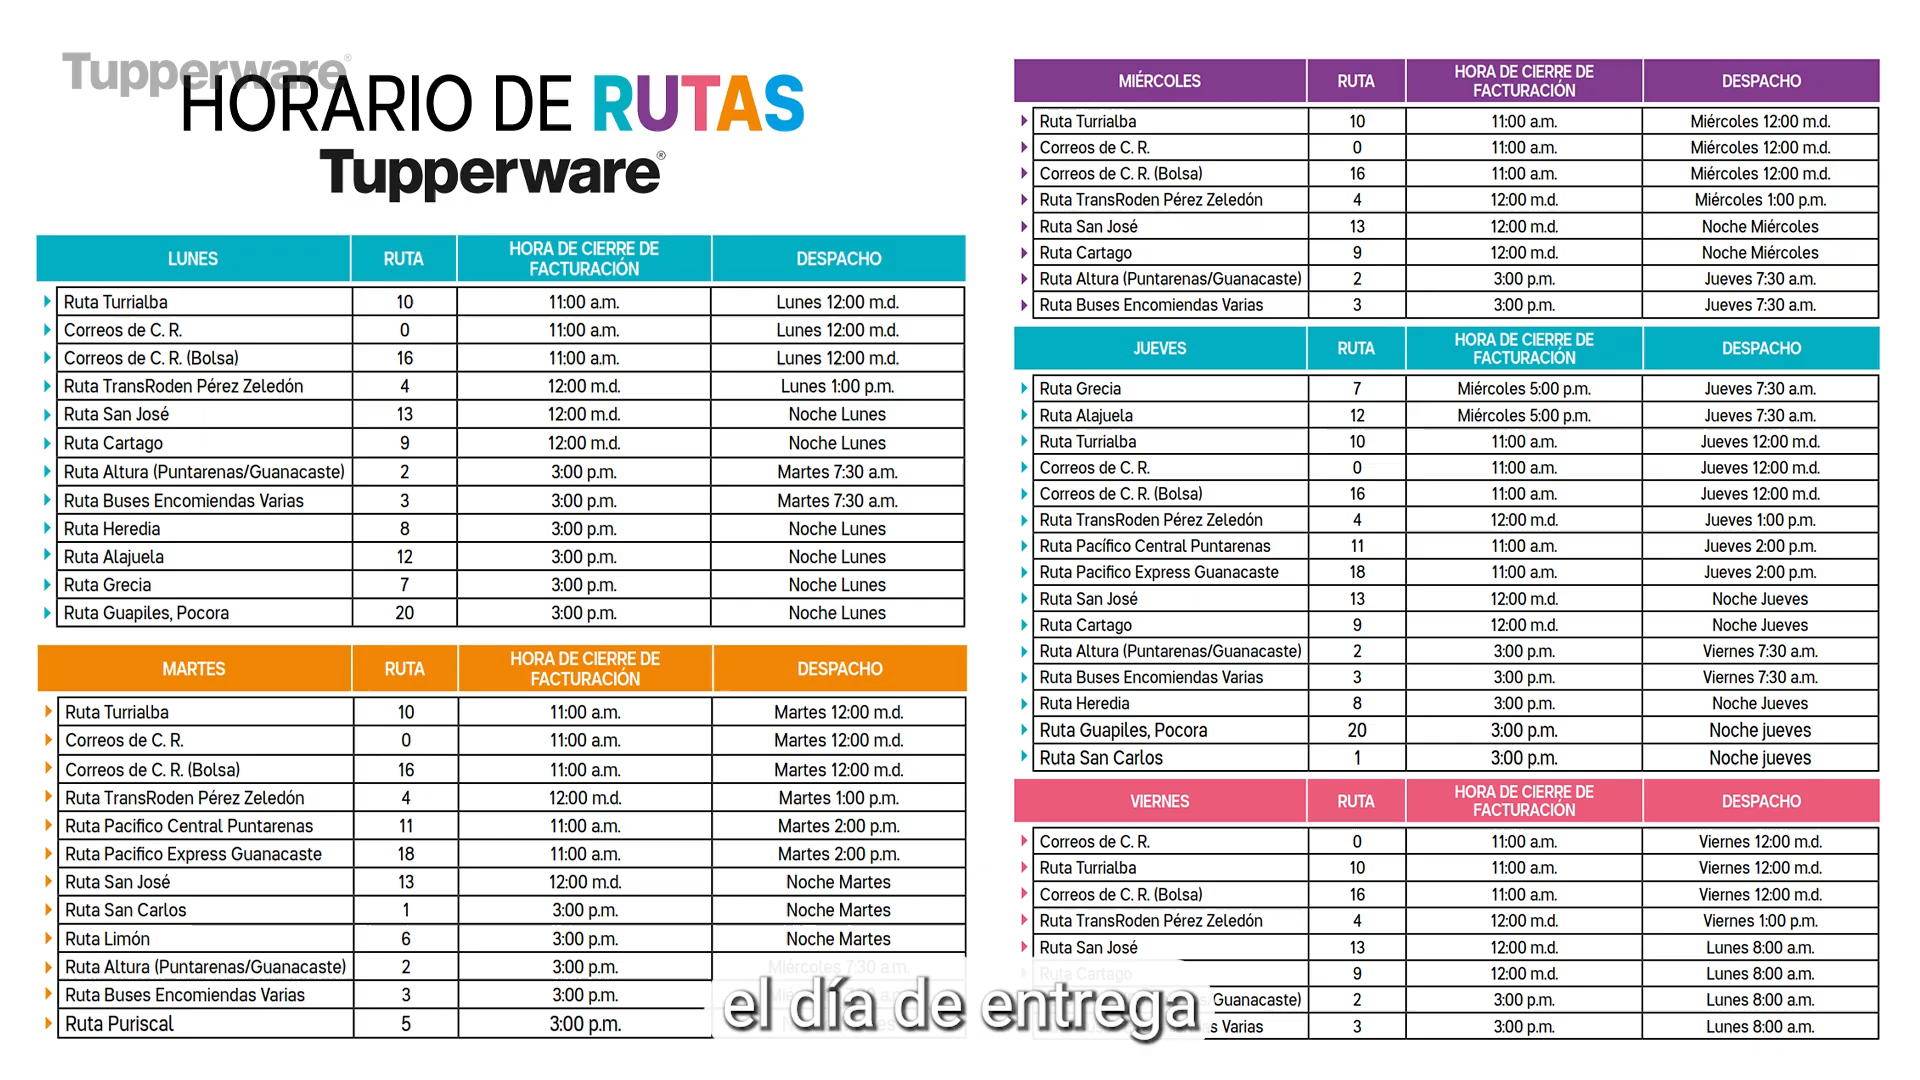 Tupperware®
HORARIO DE RUTAS
Tupperware®
LUNES RUTA HORA DE CIERRE DE FACTURACIÓN DESPACHO
Ruta Turrialba 10 11:00 a.m. Lunes 12:00 m.d.
Correos de C. R. 0 11:00 a.m. Lunes 12:00 m.d.
Correos de C. R. (Bolsa) 16 11:00 a.m. Lunes 12:00 m.d.
Ruta TransRoden Pérez Zeledón 4 12:00 m.d. Lunes 1:00 p.m.
Ruta San José 13 12:00 m.d. Noche Lunes
Ruta Cartago 9 12:00 m.d. Noche Lunes
Ruta Altura (Puntarenas/Guanacaste) 2 3:00 p.m. Martes 7:30 a.m.
Ruta Buses Encomiendas Varias 3 3:00 p.m. Martes 7:30 a.m.
Ruta Heredia 8 3:00 p.m. Noche Lunes
Ruta Alajuela 12 3:00 p.m. Noche Lunes
Ruta Grecia 7 3:00 p.m. Noche Lunes
Ruta Guapiles, Pocora 20 3:00 p.m. Noche Lunes
MARTES RUTA HORA DE CIERRE DE FACTURACIÓN DESPACHO
Ruta Turrialba 10 11:00 a.m. Martes 12:00 m.d.
Correos de C. R. 0 11:00 a.m. Martes 12:00 m.d.
Correos de C. R. (Bolsa) 16 11:00 a.m. Martes 12:00 m.d.
Ruta TransRoden Pérez Zeledón 4 12:00 m.d. Martes 1:00 p.m.
Ruta Pacifico Central Puntarenas 11 11:00 a.m. Martes 2:00 p.m.
Ruta Pacifico Express Guanacaste 18 11:00 a.m. Martes 2:00 p.m.
Ruta San José 13 12:00 m.d. Noche Martes
Ruta San Carlos 1 3:00 p.m. Noche Martes
Ruta Limón 6 3:00 p.m. Noche Martes
Ruta Altura (Puntarenas/Guanacaste) 2 3:00 p.m. Miércoles 7:30 a.m.
Ruta Buses Encomiendas Varias 3 3:00 p.m.
Ruta Puriscal 5 3:00 p.m.
MIÉRCOLES RUTA HORA DE CIERRE DE FACTURACIÓN DESPACHO
Ruta Turrialba 10 11:00 a.m. Miércoles 12:00 m.d.
Correos de C. R. 0 11:00 a.m. Miércoles 12:00 m.d.
Correos de C. R. (Bolsa) 16 11:00 a.m. Miércoles 12:00 m.d.
Ruta TransRoden Pérez Zeledón 4 12:00 m.d. Miércoles 1:00 p.m.
Ruta San José 13 12:00 m.d. Noche Miércoles
Ruta Cartago 9 12:00 m.d. Noche Miércoles
Ruta Altura (Puntarenas/Guanacaste) 2 3:00 p.m. Jueves 7:30 a.m.
Ruta Buses Encomiendas Varias 3 3:00 p.m. Jueves 7:30 a.m.
JUEVES RUTA HORA DE CIERRE DE FACTURACIÓN DESPACHO
Ruta Grecia 7 Miércoles 5:00 p.m. Jueves 7:30 a.m.
Ruta Alajuela 12 Miércoles 5:00 p.m. Jueves 7:30 a.m.
Ruta Turrialba 10 11:00 a.m. Jueves 12:00 m.d.
Correos de C. R. 0 11:00 a.m. Jueves 12:00 m.d.
Correos de C. R. (Bolsa) 16 11:00 a.m. Jueves 12:00 m.d.
Ruta TransRoden Pérez Zeledón 4 12:00 m.d. Jueves 1:00 p.m.
Ruta Pacífico Central Puntarenas 11 11:00 a.m. Jueves 2:00 p.m.
Ruta Pacifico Express Guanacaste 18 11:00 a.m. Jueves 2:00 p.m.
Ruta San José 13 12:00 m.d. Noche Jueves
Ruta Cartago 9 12:00 m.d. Noche Jueves
Ruta Altura (Puntarenas/Guanacaste) 2 3:00 p.m. Viernes 7:30 a.m.
Ruta Buses Encomiendas Varias 3 3:00 p.m. Viernes 7:30 a.m.
Ruta Heredia 8 3:00 p.m. Noche Jueves
Ruta Guapiles, Pocora 20 3:00 p.m. Noche jueves
Ruta San Carlos 1 3:00 p.m. Noche jueves
VIERNES RUTA HORA DE CIERRE DE FACTURACIÓN DESPACHO
Correos de C. R. 0 11:00 a.m. Viernes 12:00 m.d.
Ruta Turrialba 10 11:00 a.m. Viernes 12:00 m.d.
Correos de C. R. (Bolsa) 16 11:00 a.m. Viernes 12:00 m.d.
Ruta TransRoden Pérez Zeledón 4 12:00 m.d. Viernes 1:00 p.m.
Ruta San José 13 12:00 m.d. Lunes 8:00 a.m.
Ruta Cartago 9 12:00 m.d. Lunes 8:00 a.m.
/Guanacaste) 2 3:00 p.m. Lunes 8:00 a.m.
s Varias 3 3:00 p.m. Lunes 8:00 a.m.
el día de entrega